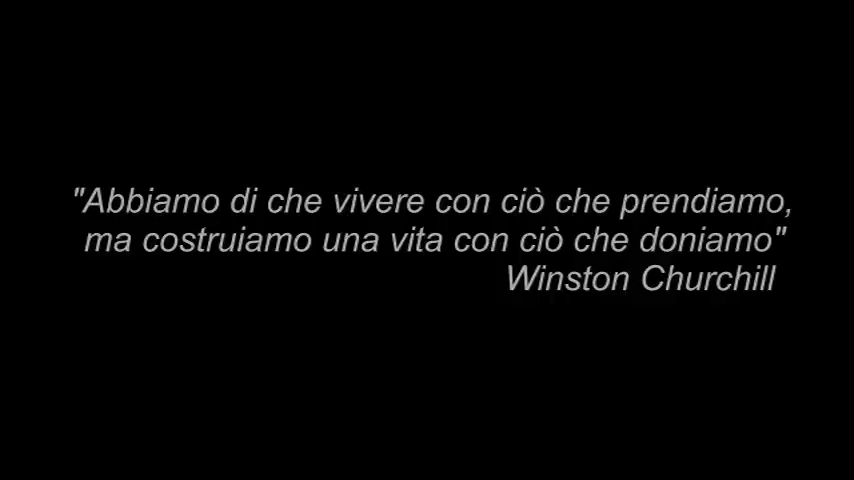 "Abbiamo di che vivere con ciò che prendiamo,
ma costruiamo una vita con ciò che doniamo"
Winston Churchill